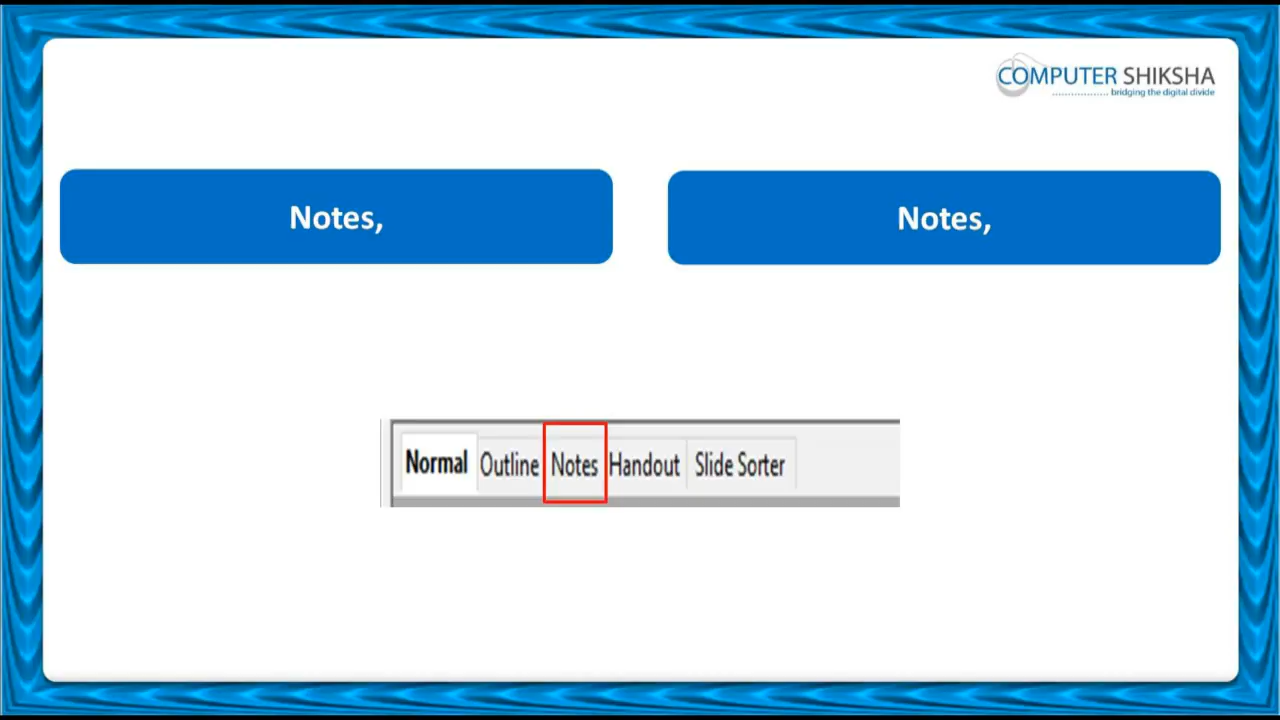 COMPUTER SHIKSHA
bridging the digital divide
Notes,
Notes,
Normal Outline Notes Handout Slide Sorter